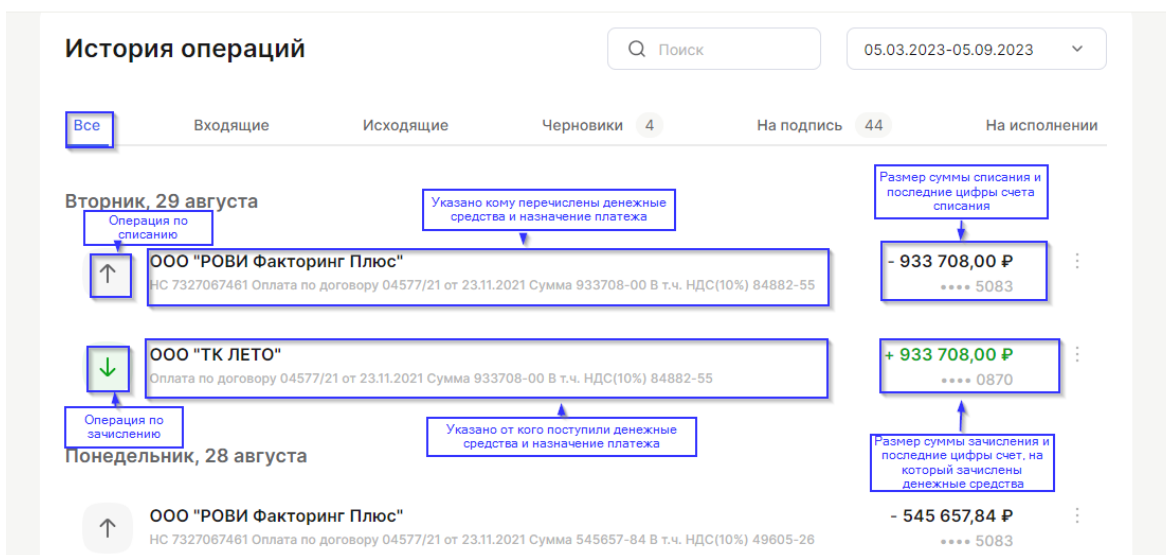 История операций
Поиск
05.03.2023-05.09.2023
Все
Входящие
Исходящие
Черновики 4
На подпись 44
На исполнении
Вторник, 29 августа
Операция по
списанию
Указано кому перечислены денежные
средства и назначение платежа
Размер суммы списания и
последние цифры счета
списания
ООО "РОВИ Факторинг Плюс"
НС 7327067461 Оплата по договору 04577/21 от 23.11.2021 Сумма 933708-00 В т.ч. НДС(10%) 84882-55
- 933 708,00 ₽
•••• 5083
ООО "ТК ЛЕТО"
Оплата по договору 04577/21 от 23.11.2021 Сумма 933708-00 В т.ч. НДС(10%) 84882-55
+ 933 708,00 ₽
•••• 0870
Операция по
зачислению
Указано от кого поступили денежные
средства и назначение платежа
Размер суммы зачисления и
последние цифры счет, на
который зачислены
денежные средства
Понедельник, 28 августа
ООО "РОВИ Факторинг Плюс"
НС 7327067461 Оплата по договору 04577/21 от 23.11.2021 Сумма 545657-84 В т.ч. НДС(10%) 49605-26
- 545 657,84 ₽
•••• 5083